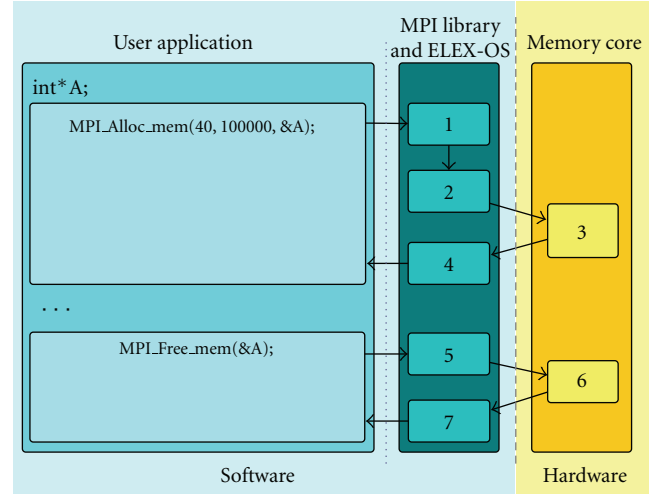 User application
MPI library
and ELEX-OS
Memory core
int* A;
MPI_Alloc_mem(40, 100000, &A);
1
2
3
4
. . .
MPI_Free_mem(&A);
5
6
7
Software
Hardware